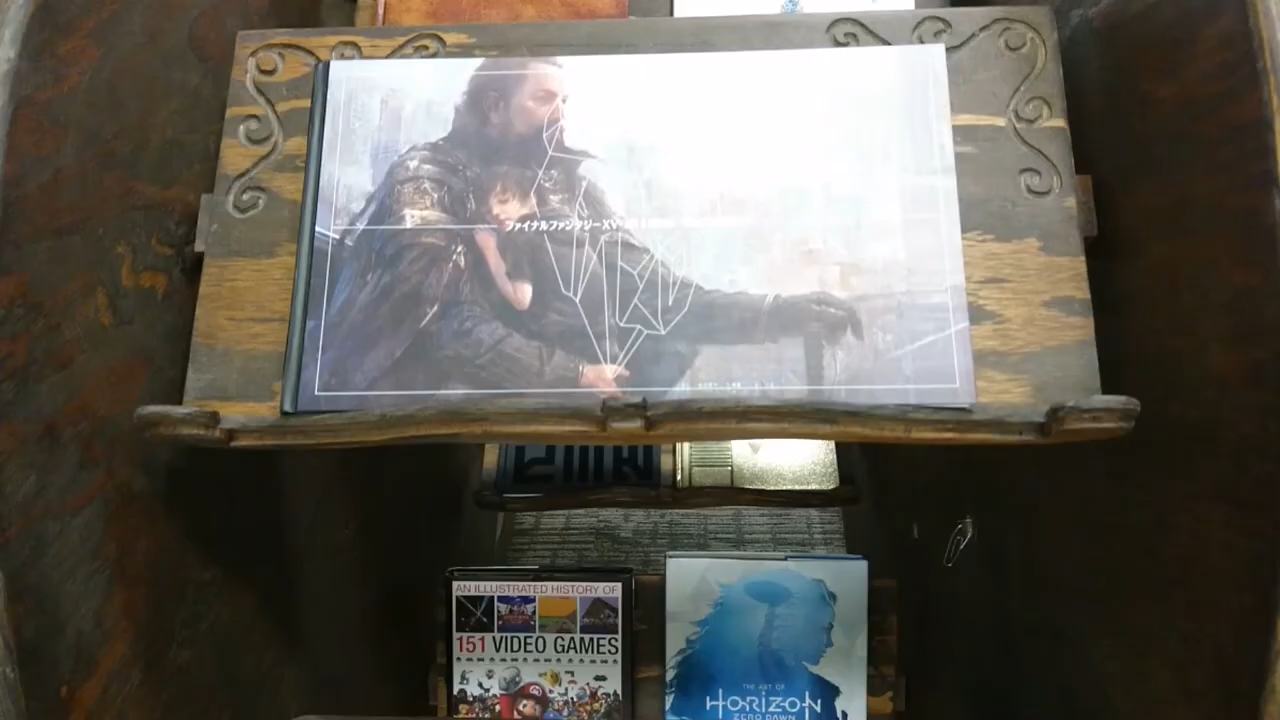 ファイナルファンタジーXV
AN ILLUSTRATED HISTORY OF
151 VIDEO GAMES
THE ART OF
HORIZON
ZERO DAWN